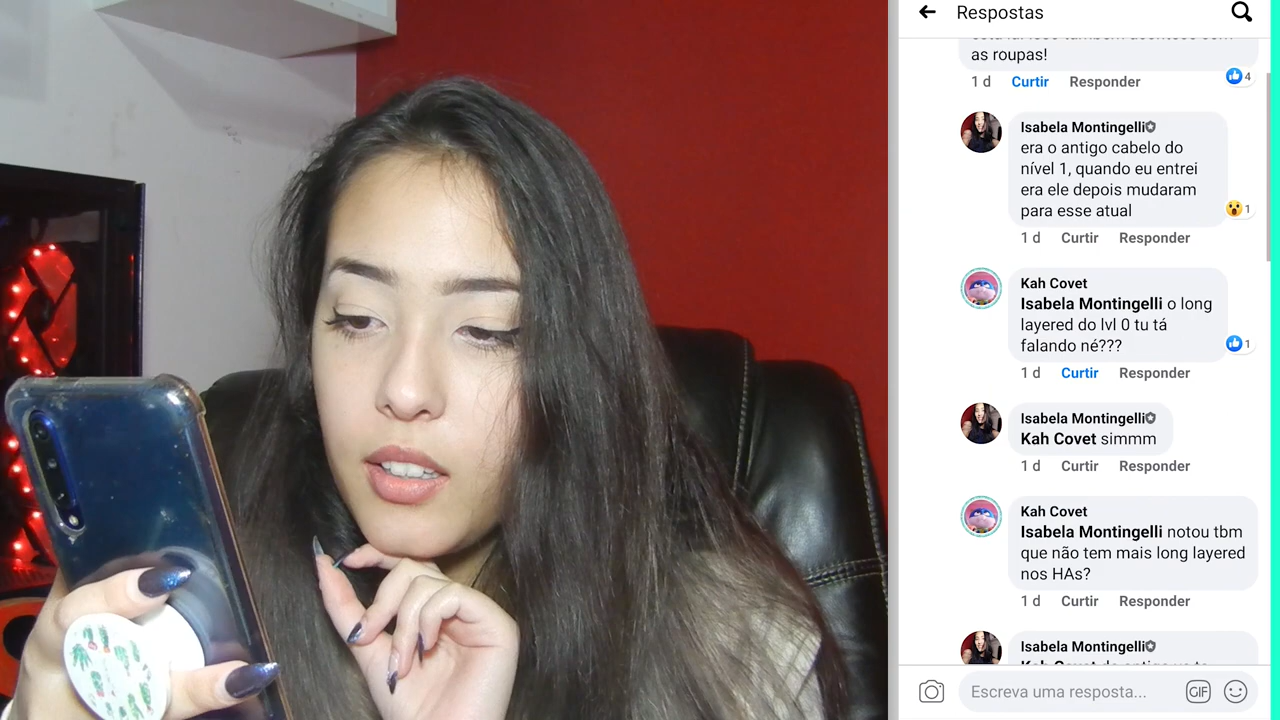 Respostas
as roupas!
1 d Curtir Responder
4
Isabela Montingelli
era o antigo cabelo do
nível 1, quando eu entrei
era ele depois mudaram
para esse atual
1
1 d Curtir Responder
Kah Covet
Isabela Montingelli o long
layered do lvl 0 tu tá
falando né???
1
1 d Curtir Responder
Isabela Montingelli
Kah Covet simmm
1 d Curtir Responder
Kah Covet
Isabela Montingelli notou tbm
que não tem mais long layered
nos HAs?
1 d Curtir Responder
Isabela Montingelli
Escreva uma resposta...
GIF